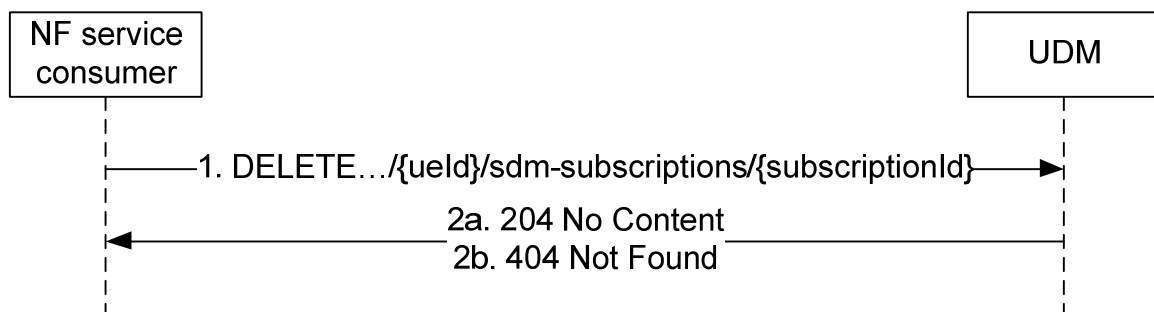 NF service
consumer
UDM
1. DELETE…/{ueId}/sdm-subscriptions/{subscriptionId}
2a. 204 No Content
2b. 404 Not Found